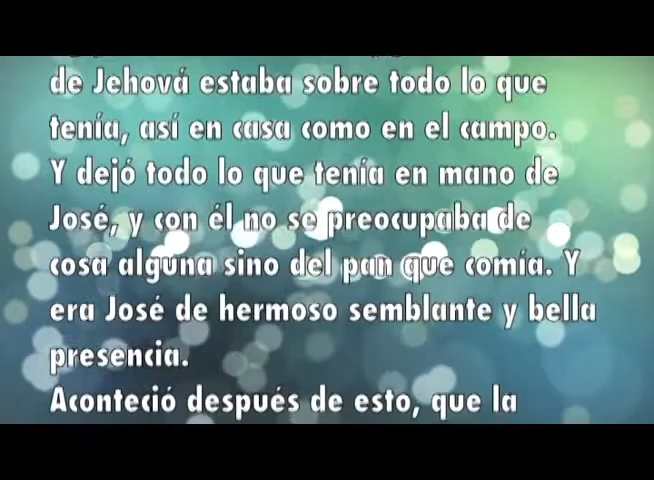 de Jehová estaba sobre todo lo que
tenía, así en casa como en el campo.
Y dejó todo lo que tenía en mano de
José, y con él no se preocupaba de
cosa alguna sino del pan que comía. Y
era José de hermoso semblante y bella
presencia.
Aconteció después de esto, que la